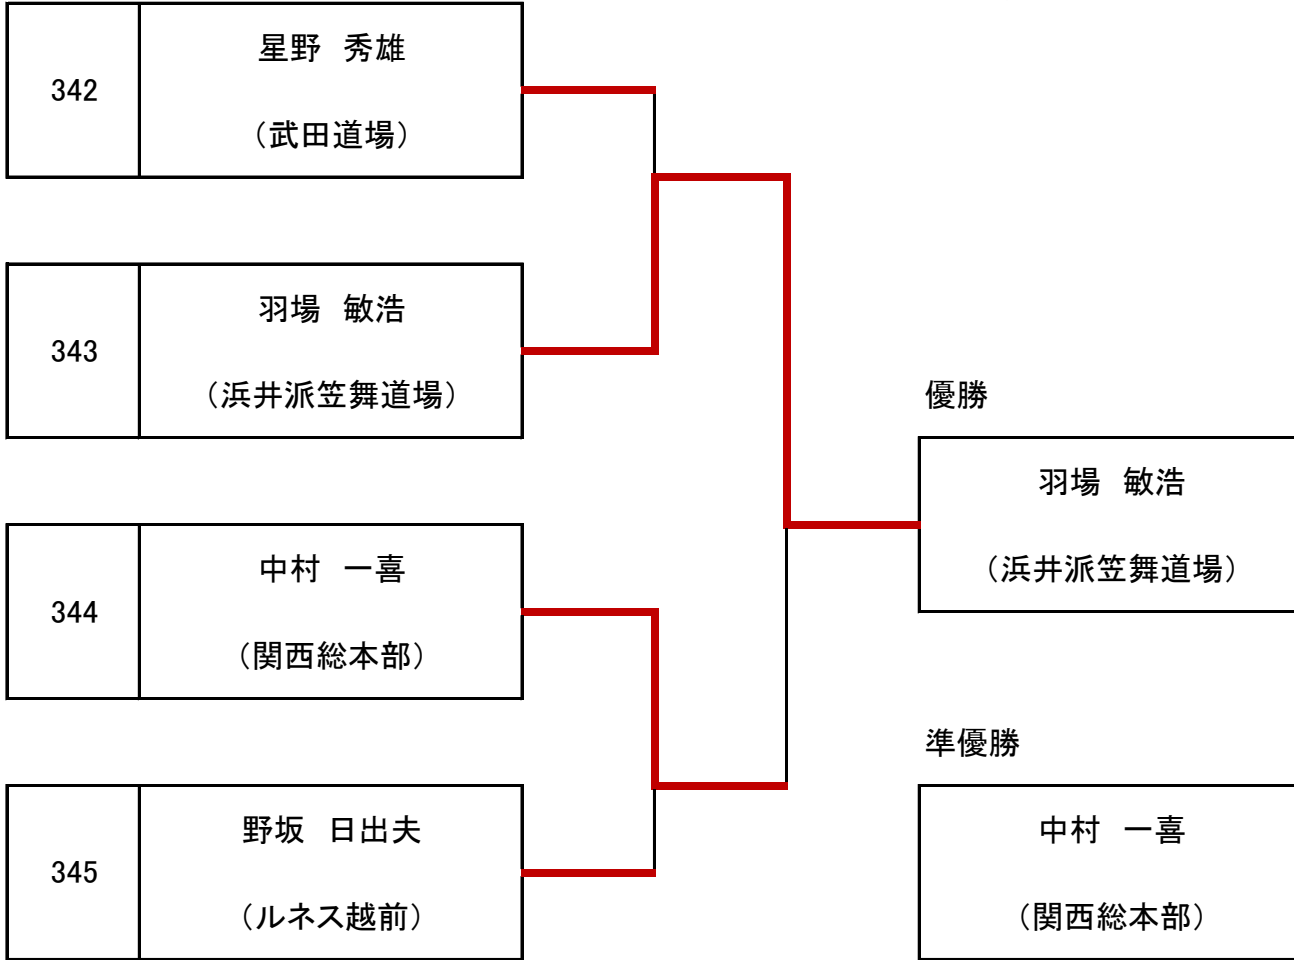 342
星野　秀雄
（武田道場）
343
羽場　敏浩
（浜井派笠舞道場）
344
中村　一喜
（関西総本部）
345
野坂　日出夫
（ルネス越前）
優勝
羽場　敏浩
（浜井派笠舞道場）
準優勝
中村　一喜
（関西総本部）